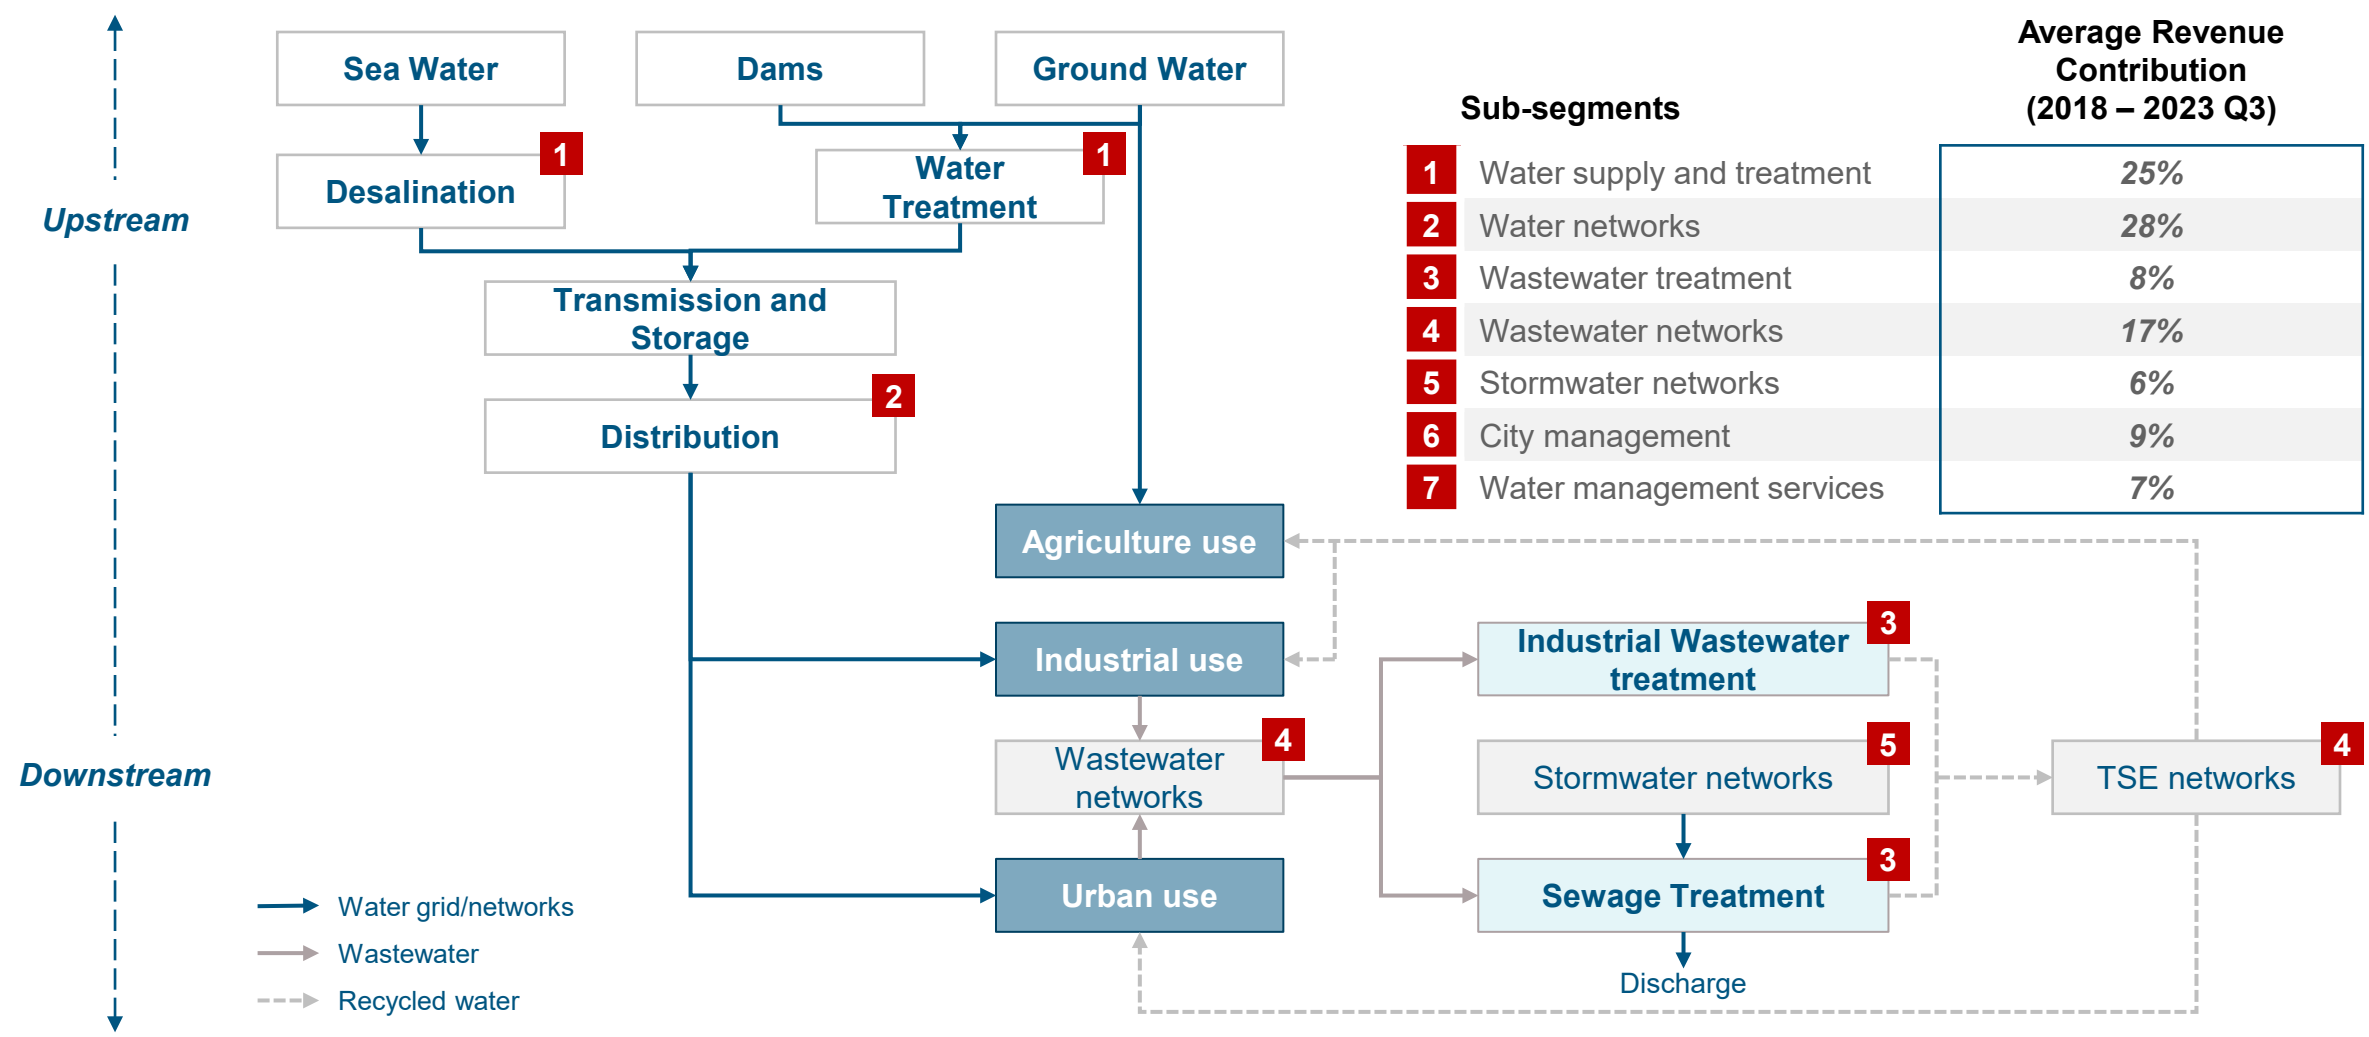 Average Revenue
Contribution
(2018 – 2023 Q3)
Sub-segments
1 Water supply and treatment 25%
2 Water networks 28%
3 Wastewater treatment 8%
4 Wastewater networks 17%
5 Stormwater networks 6%
6 City management 9%
7 Water management services 7%
Upstream
Downstream
Sea Water
Dams
Ground Water
1
Desalination
1
Water
Treatment
Transmission and
Storage
2
Distribution
Agriculture use
Industrial use
4
Wastewater
networks
Urban use
3
Industrial Wastewater
treatment
5
Stormwater networks
3
Sewage Treatment
Discharge
4
TSE networks
Water grid/networks
Wastewater
Recycled water